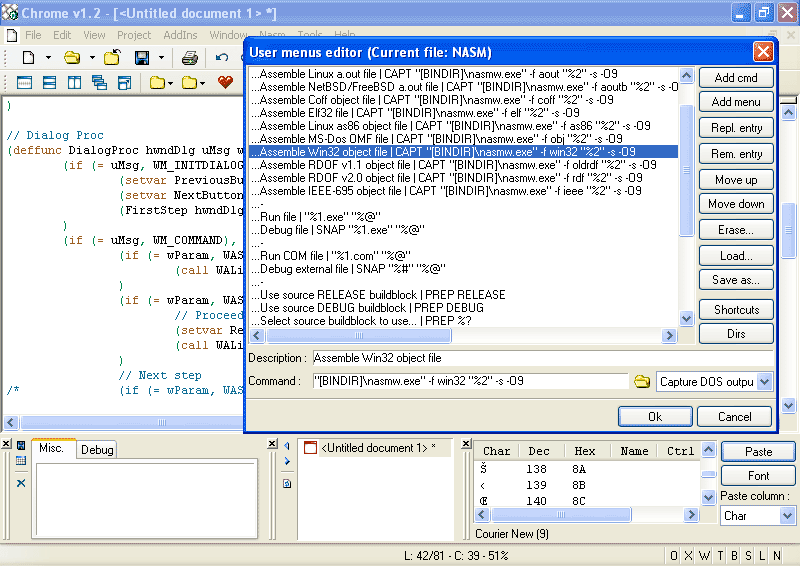 Chrome v1.2 - [<Untitled document 1> *]
File Edit View Project AddIns Window Nasm Tools Help
)
// Dialog Proc
(deffunc DialogProc hwndDlg uMsg w
(if (= uMsg, WM_INITDIALOG
(setvar PreviousBu
(setvar NextButton
(FirstStep hwndDlg
)
(if (= uMsg, WM_COMMAND),
(if (= wParam, WAS
(call WALi
)
(if (= wParam, WAS
// Proceed
(setvar Re
(call WALi
)
// Next step
/* (if (= wParam, WAS
User menus editor (Current file: NASM)
...Assemble Linux a.out file | CAPT "[BINDIR]\nasmw.exe" -f aout "%2" -s -O9
...Assemble NetBSD/FreeBSD a.out file | CAPT "[BINDIR]\nasmw.exe" -f aoutb "%2" -s -O
...Assemble Coff object file | CAPT "[BINDIR]\nasmw.exe" -f coff "%2" -s -O9
...Assemble Elf32 file | CAPT "[BINDIR]\nasmw.exe" -f elf "%2" -s -O9
...Assemble Linux as86 object file | CAPT "[BINDIR]\nasmw.exe" -f as86 "%2" -s -O9
...Assemble MS-Dos OMF file | CAPT "[BINDIR]\nasmw.exe" -f obj "%2" -s -O9
...Assemble Win32 object file | CAPT "[BINDIR]\nasmw.exe" -f win32 "%2" -s -O9
...Assemble RDOF v1.1 object file | CAPT "[BINDIR]\nasmw.exe" -f olddf "%2" -s -O9
...Assemble RDOF v2.0 object file | CAPT "[BINDIR]\nasmw.exe" -f rdf "%2" -s -O9
...Assemble IEEE-695 object file | CAPT "[BINDIR]\nasmw.exe" -f ieee "%2" -s -O9
...-
...Run file | "%1.exe" "%@"
...Debug file | SNAP "%1.exe" "%@"
...-
...Run COM file | "%1.com" "%@"
...Debug external file | SNAP "%#" "%@"
...-
...Use source RELEASE buildblock | PREP RELEASE
...Use source DEBUG buildblock | PREP DEBUG
...Select source buildblock to use... | PREP %?
Add cmd
Add menu
Repl. entry
Rem. entry
Move up
Move down
Erase...
Load...
Save as...
Shortcuts
Dirs
Description : Assemble Win32 object file
Command : "[BINDIR]\nasmw.exe" -f win32 "%2" -s -O9 Capture DOS outpu
Ok Cancel
Misc. Debug
<Untitled document 1> *
Char Dec Hex Name Ctrl
Š 138 8A
‹ 139 8B
Œ 140 8C
Courier New (9)
Paste
Font
Paste column :
Char
L: 42/81 - C: 39 - 51%
O X W T B S L N